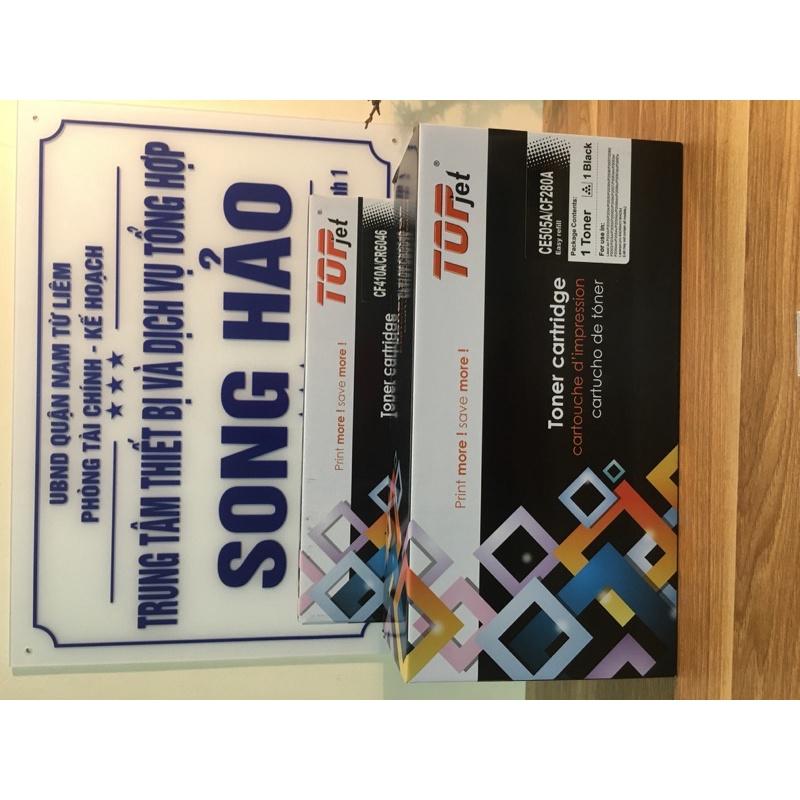 UBND QUẬN NAM TỪ LIÊM
PHÒNG TÀI CHÍNH - KẾ HOẠCH
TRUNG TÂM THIẾT BỊ VÀ DỊCH VỤ TỔNG HỢP
SONG HẢO
nh 1
Print more ! save more !
TOPjet®
CF410A/CRG046
Toner cartridge
Print more ! save more !
TOPjet®
CE505A/CF280A
Easy refill
Package Contents:
1 Toner
1 Black
For use in:
Toner cartridge
cartouche d'impression
cartucho de tóner